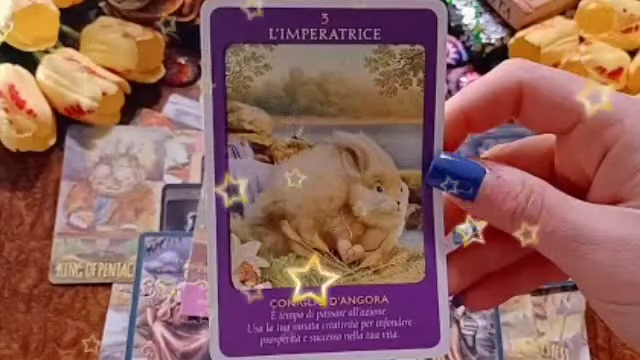 3
L'IMPERATRICE
CONIGLIO D'ANGORA
È tempo di passare all'azione.
Usa la tua innata creatività per infondere
prosperità e successo nella tua vita.
KING OF PENTAC